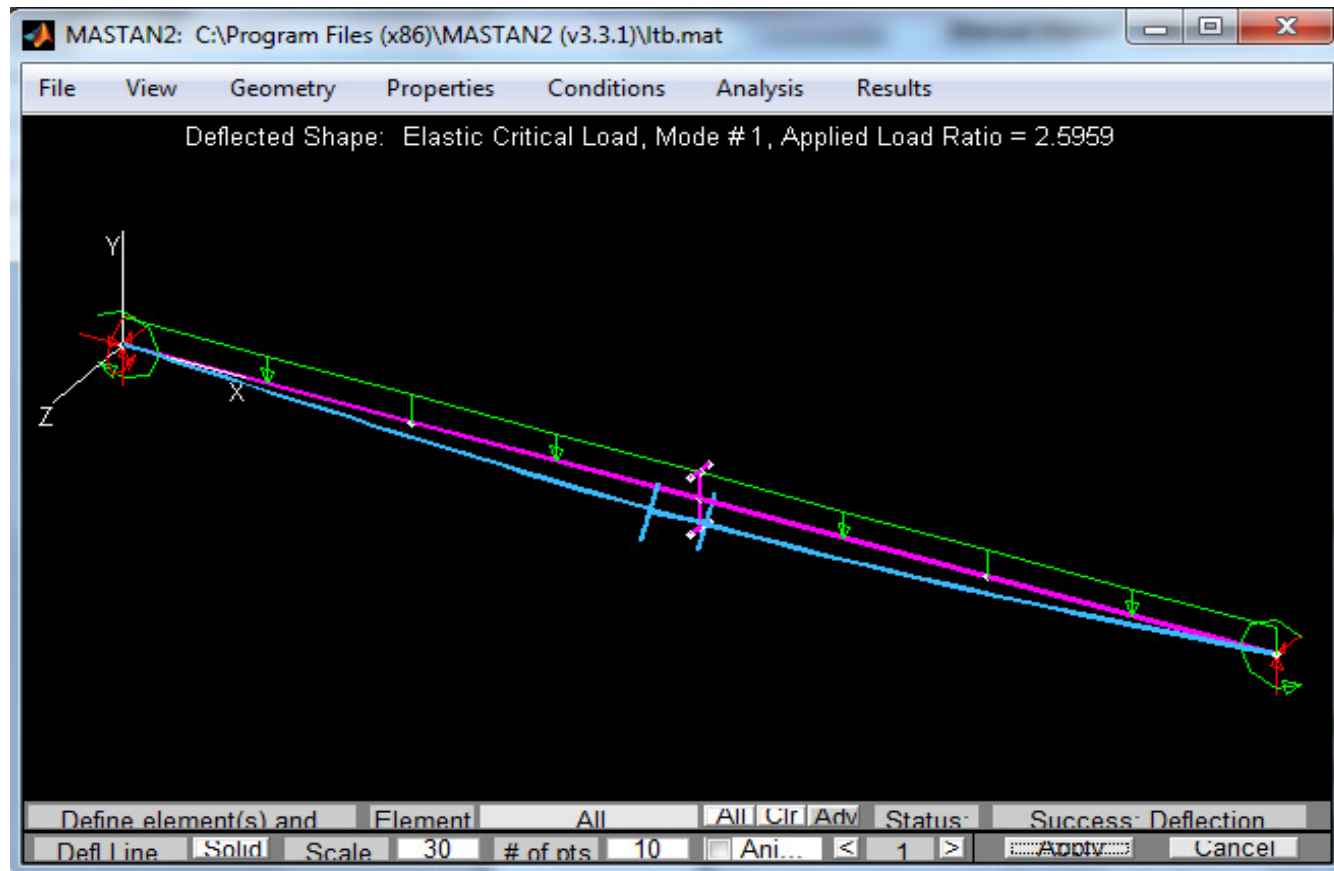 MASTAN2: C:\Program Files (x86)\MASTAN2 (v3.3.1)\ltb.mat
File View Geometry Properties Conditions Analysis Results
Deflected Shape: Elastic Critical Load, Mode # 1, Applied Load Ratio = 2.5959
Y
X
Z
Define element(s) and Element All All Clr Adv Status: Success: Deflection
Defl Line Solid Scale 30 # of pts 10 Ani... < 1 > Apply Cancel